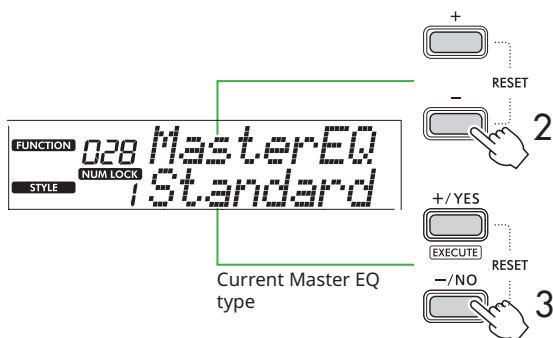 +
RESET
−
2
FUNCTION 028 MasterEQ
NUM LOCK
STYLE 1 Standard
+/YES
EXECUTE
RESET
Current Master EQ
type
−/NO
3